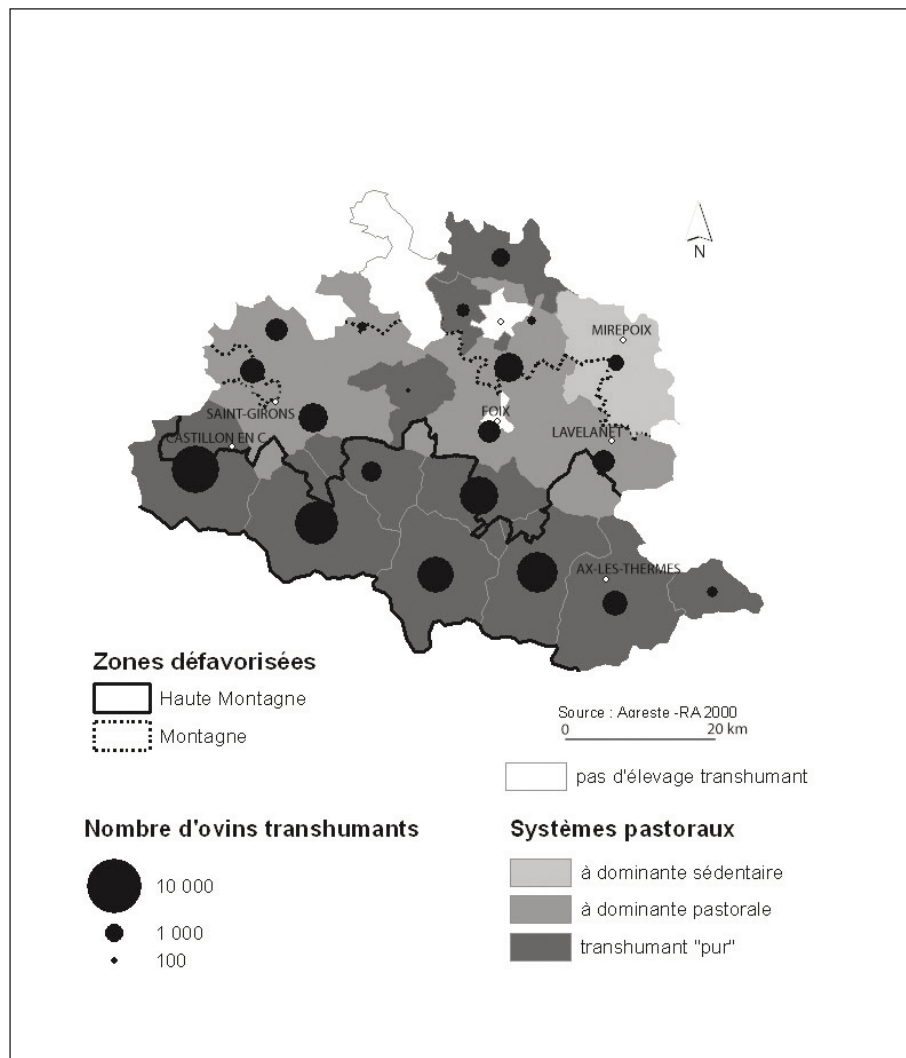 N
MIREPOIX
SAINT-GIRONS
FOIX
CASTILLON EN C.
LAVELANET
AX-LES-THERMES
Zones défavorisées
Haute Montagne
Montagne
Source : Agreste -RA 2000
0 20 km
pas d'élevage transhumant
Nombre d'ovins transhumants
10 000
1 000
100
Systèmes pastoraux
à dominante sédentaire
à dominante pastorale
transhumant "pur"